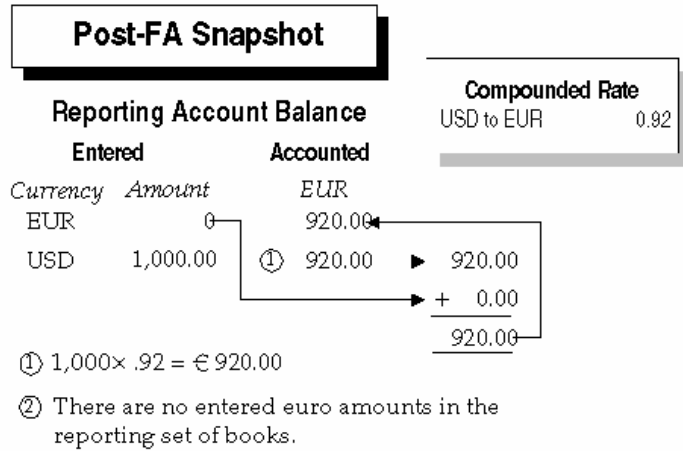 Post-FA Snapshot
Compounded Rate
USD to EUR 0.92
Reporting Account Balance
Entered Accounted
Currency Amount EUR
EUR 0 920.00
USD 1,000.00 ① 920.00 ► 920.00
+ 0.00
920.00
① 1,000× .92 = € 920.00
② There are no entered euro amounts in the
reporting set of books.